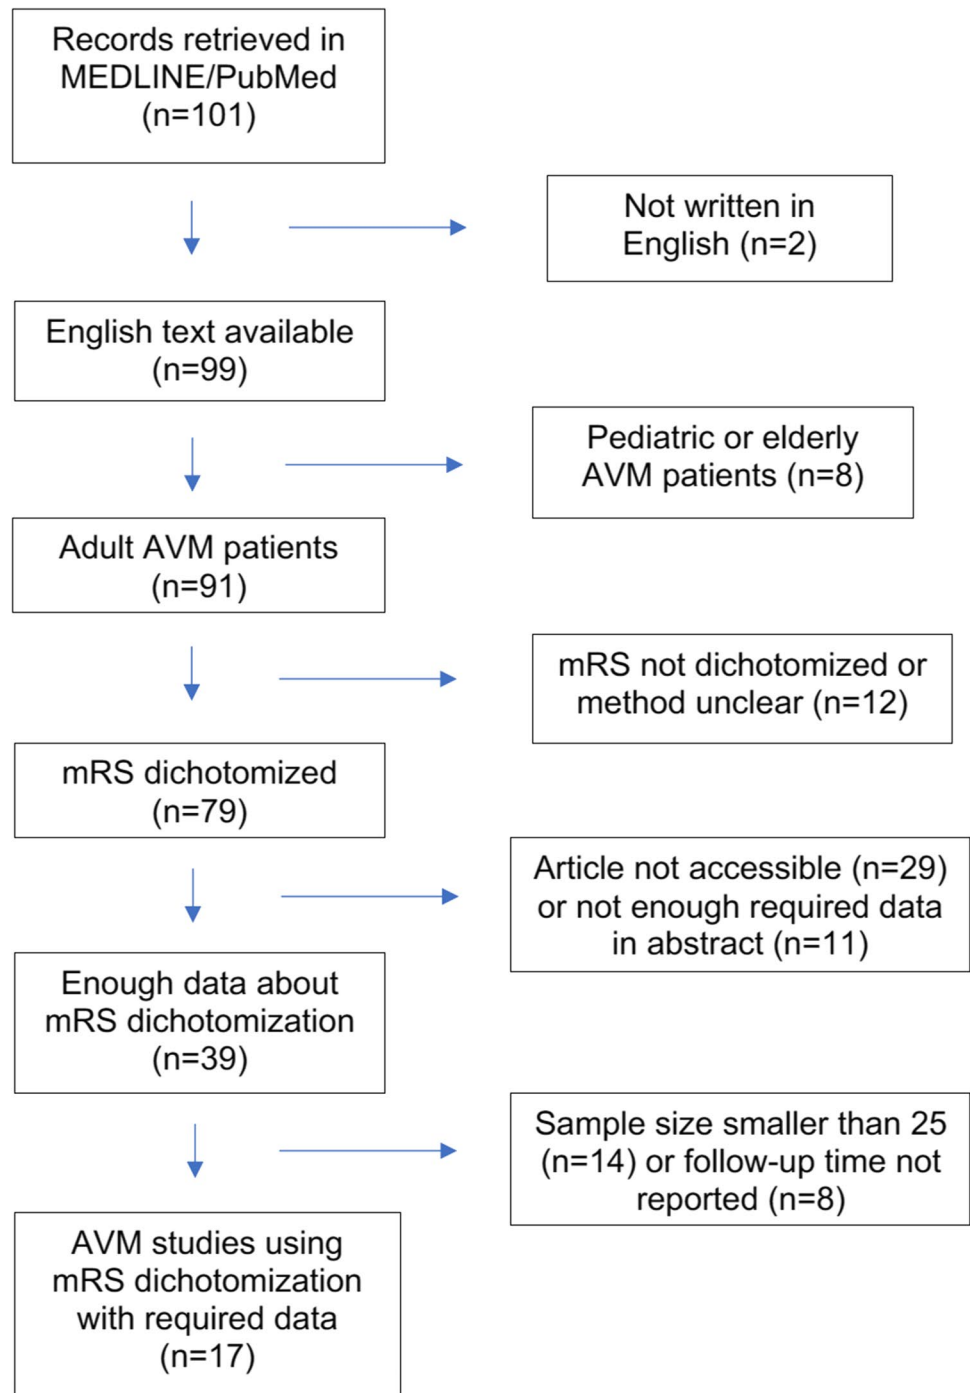 Records retrieved in
MEDLINE/PubMed
(n=101)
Not written in
English (n=2)
English text available
(n=99)
Pediatric or elderly
AVM patients (n=8)
Adult AVM patients
(n=91)
mRS not dichotomized or
method unclear (n=12)
mRS dichotomized
(n=79)
Article not accessible (n=29)
or not enough required data
in abstract (n=11)
Enough data about
mRS dichotomization
(n=39)
Sample size smaller than 25
(n=14) or follow-up time not
reported (n=8)
AVM studies using
mRS dichotomization
with required data
(n=17)